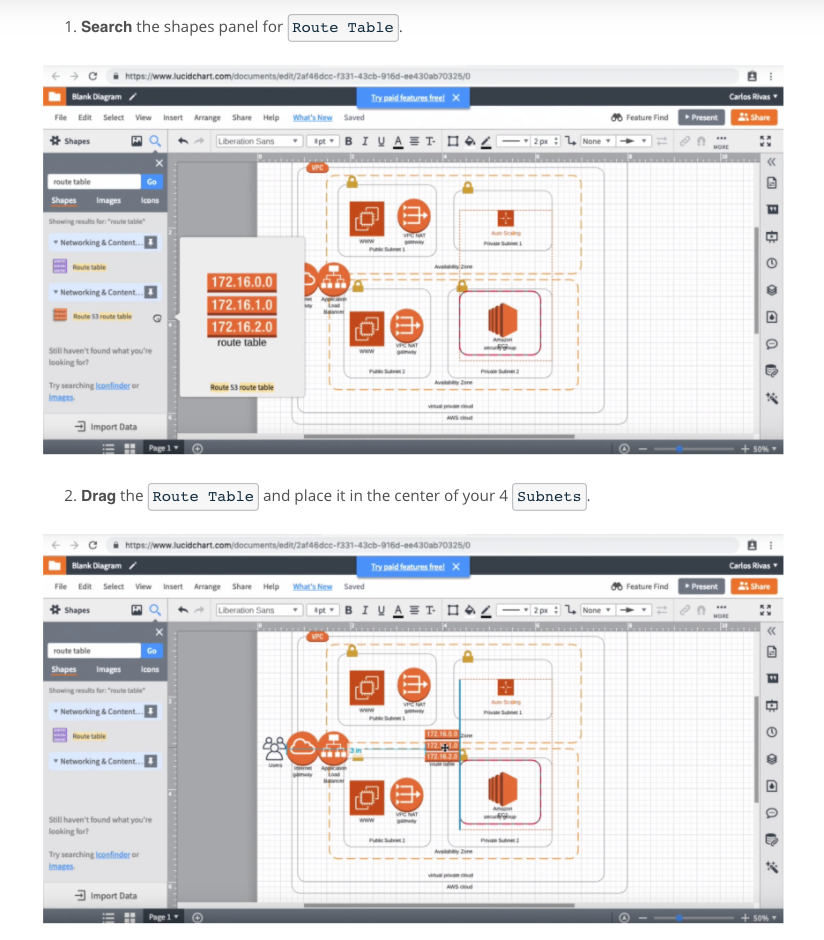 1. Search the shapes panel for Route Table.
https://www.lucidchart.com/documents/edit/2af46dcc-f331-43cb-916d-ee430ab70325/0
Blank Diagram
Try paid features free! X
Carlos Rivas
File Edit Select View Insert Arrange Share Help What's New Saved
Feature Find
Present
Share
Shapes
Liberation Sans
8pt
B I U A T
2 px
None
MORE
route table
Go
Shapes Images Icons
Showing results for: "route table"
Networking & Content...
Route table
Networking & Content...
Route 53 route table
Still haven't found what you're
looking for?
Try searching Iconfinder or
Images.
Import Data
172.16.0.0
172.16.1.0
172.16.2.0
route table
Route 53 route table
VPC
WWW
VPC NAT
gateway
Public Subnet 1
Auto Scaling
Private Subnet 1
Availability Zone
Application
Load
Balancer
WWW
VPC NAT
gateway
Public Subnet 2
Amazon
EC2
security group
Private Subnet 2
Availability Zone
virtual private cloud
AWS cloud
Page 1
50%
2. Drag the Route Table and place it in the center of your 4 Subnets.
https://www.lucidchart.com/documents/edit/2af46dcc-f331-43cb-916d-ee430ab70325/0
Blank Diagram
Try paid features free! X
Carlos Rivas
File Edit Select View Insert Arrange Share Help What's New Saved
Feature Find
Present
Share
Shapes
Liberation Sans
8pt
B I U A T
2 px
None
MORE
route table
Go
Shapes Images Icons
Showing results for: "route table"
Networking & Content...
Route table
Networking & Content...
Still haven't found what you're
looking for?
Try searching Iconfinder or
Images.
Import Data
VPC
WWW
VPC NAT
gateway
Public Subnet 1
Auto Scaling
Private Subnet 1
172.16.0.0
Zone
172.16.2.0
route table
3 in
Users
Internet
gateway
Application
Load
Balancer
WWW
VPC NAT
gateway
Public Subnet 2
Amazon
EC2
security group
Private Subnet 2
Availability Zone
virtual private cloud
AWS cloud
Page 1
50%